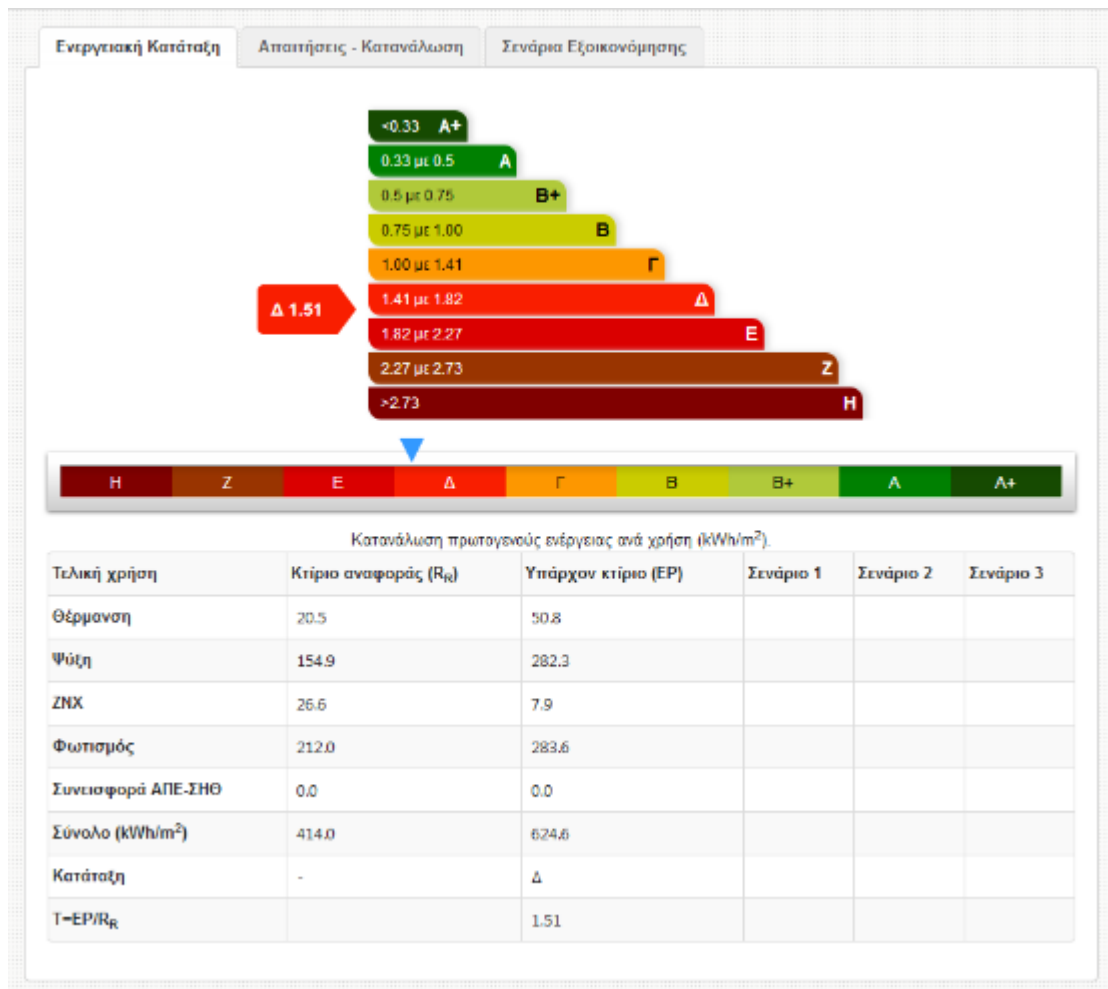 Ενεργειακή Κατάταξη Απαιτήσεις - Κατανάλωση Σενάρια Εξοικονόμησης
<0.33 A+
0.33 με 0.5 A
0.5 με 0.75 B+
0.75 με 1.00 B
1.00 με 1.41 Γ
Δ 1.51
1.41 με 1.82 Δ
1.82 με 2.27 E
2.27 με 2.73 Z
>2.73 H
H Z E Δ Γ B B+ A A+
Κατανάλωση πρωτογενούς ενέργειας ανά χρήση (kWh/m²).
Τελική χρήση Κτίριο αναφοράς (R_R) Υπάρχον κτίριο (EP) Σενάριο 1 Σενάριο 2 Σενάριο 3
Θέρμανση 20.5 50.8
Ψύξη 154.9 282.3
ΖΝΧ 26.6 7.9
Φωτισμός 212.0 283.6
Συνεισφορά ΑΠΕ-ΣΗΘ 0.0 0.0
Σύνολο (kWh/m²) 414.0 624.6
Κατάταξη - Δ
T=EP/R_R 1.51